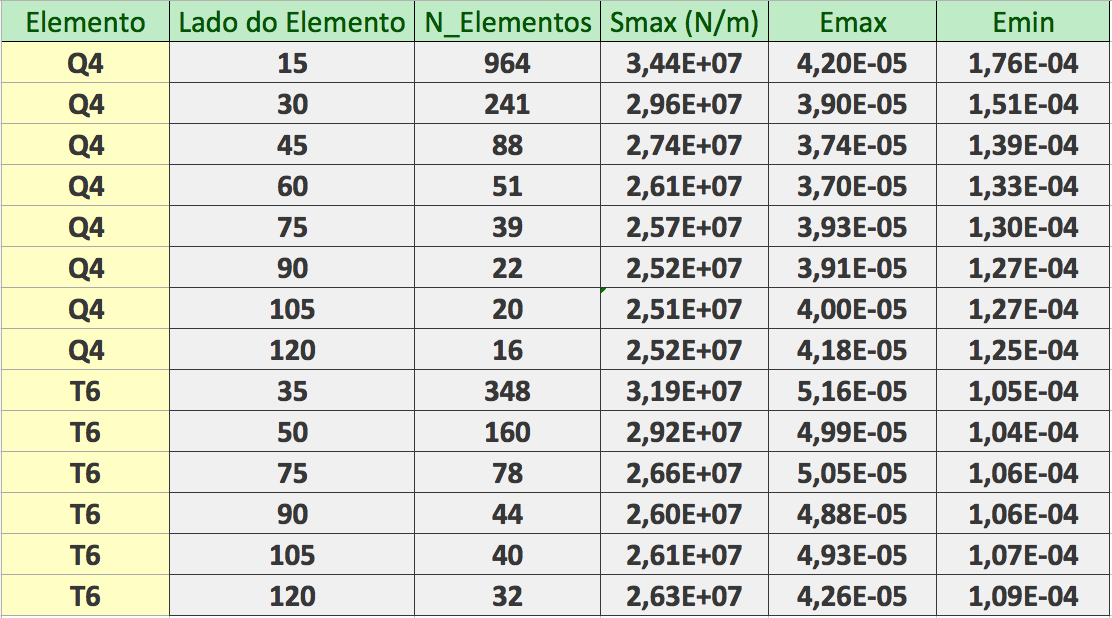 Elemento Lado do Elemento N_Elementos Smax (N/m) Emax Emin
Q4 15 964 3,44E+07 4,20E-05 1,76E-04
Q4 30 241 2,96E+07 3,90E-05 1,51E-04
Q4 45 88 2,74E+07 3,74E-05 1,39E-04
Q4 60 51 2,61E+07 3,70E-05 1,33E-04
Q4 75 39 2,57E+07 3,93E-05 1,30E-04
Q4 90 22 2,52E+07 3,91E-05 1,27E-04
Q4 105 20 2,51E+07 4,00E-05 1,27E-04
Q4 120 16 2,52E+07 4,18E-05 1,25E-04
T6 35 348 3,19E+07 5,16E-05 1,05E-04
T6 50 160 2,92E+07 4,99E-05 1,04E-04
T6 75 78 2,66E+07 5,05E-05 1,06E-04
T6 90 44 2,60E+07 4,88E-05 1,06E-04
T6 105 40 2,61E+07 4,93E-05 1,07E-04
T6 120 32 2,63E+07 4,26E-05 1,09E-04